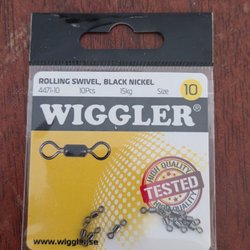 ROLLING SWIVEL, BLACK NICKEL
4471-10 10Pcs 15kg Size 10
WIGGLER®
HIGH QUALITY
TESTED
HIGH QUALITY
www.wiggler.se